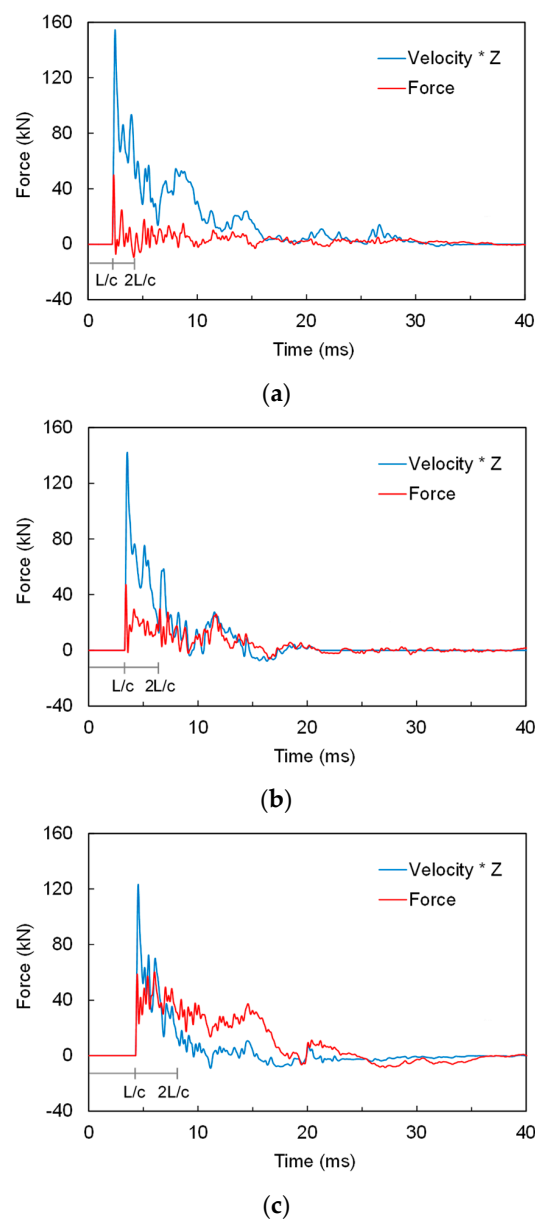 160
120
80
40
0
-40
Force (kN)
Velocity * Z
Force
L/c 2L/c
0 10 20 30 40
Time (ms)
(a)
160
120
80
40
0
-40
Force (kN)
Velocity * Z
Force
L/c 2L/c
0 10 20 30 40
Time (ms)
(b)
160
120
80
40
0
-40
Force (kN)
Velocity * Z
Force
L/c 2L/c
0 10 20 30 40
Time (ms)
(c)